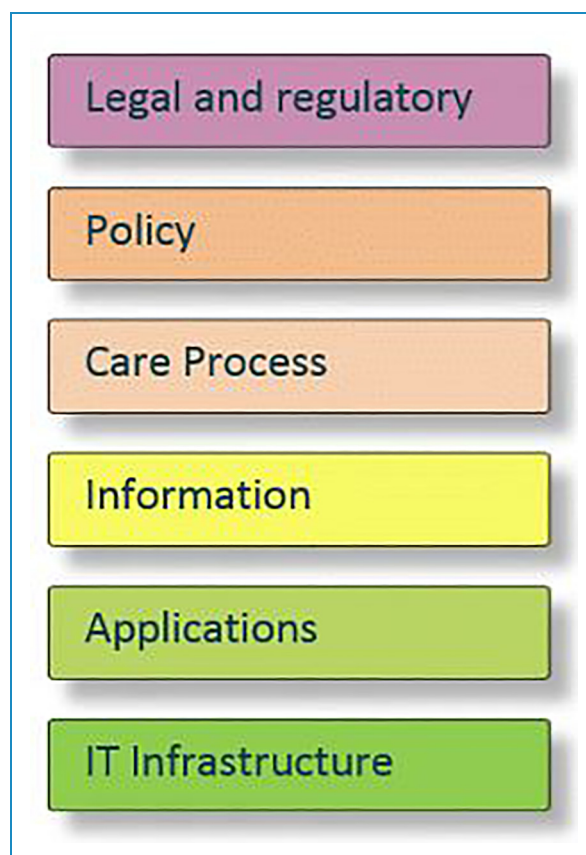 Legal and regulatory
Policy
Care Process
Information
Applications
IT Infrastructure